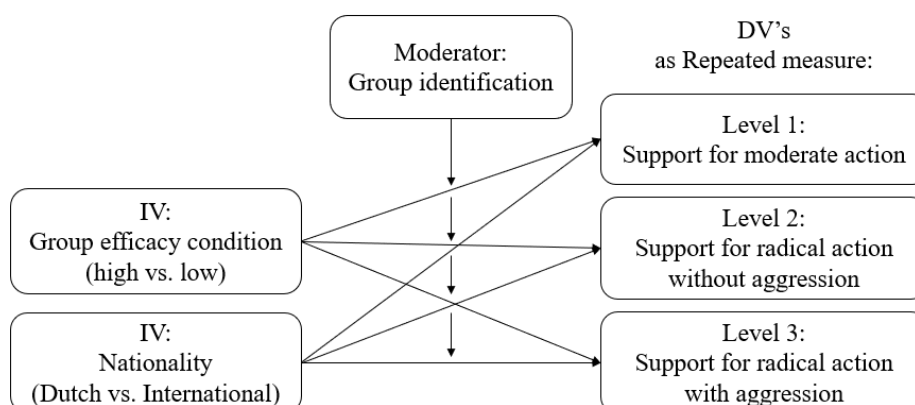 Moderator:
Group identification
DV's
as Repeated measure:
Level 1:
Support for moderate action
IV:
Group efficacy condition
(high vs. low)
Level 2:
Support for radical action
without aggression
IV:
Nationality
(Dutch vs. International)
Level 3:
Support for radical action
with aggression